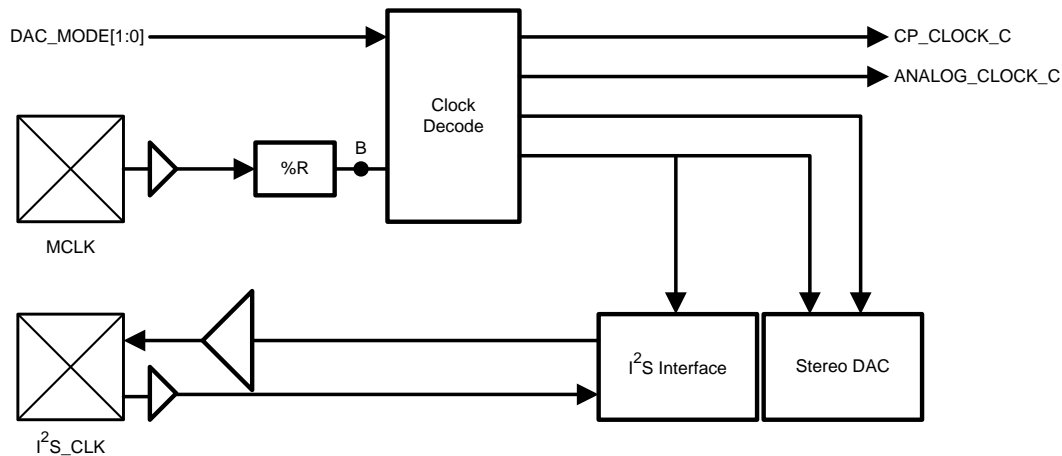 DAC_MODE[1:0]
CP_CLOCK_C
ANALOG_CLOCK_C
Clock
Decode
B
%R
MCLK
I²S Interface
Stereo DAC
I²S_CLK